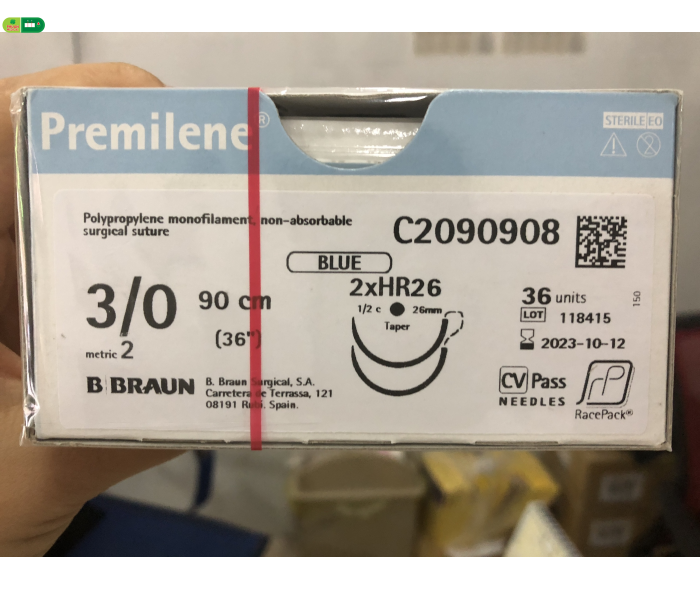 Premilene®
STERILE EO
Polypropylene monofilament, non-absorbable
surgical suture
C2090908
BLUE
3/0 90 cm
(36")
metric 2
2xHR26
1/2 c 26mm
Taper
36 units
LOT 118415
2023-10-12
150
B BRAUN
B. Braun Surgical, S.A.
Carretera de Terrassa, 121
08191 Rubí. Spain.
CV Pass
NEEDLES
RacePack®